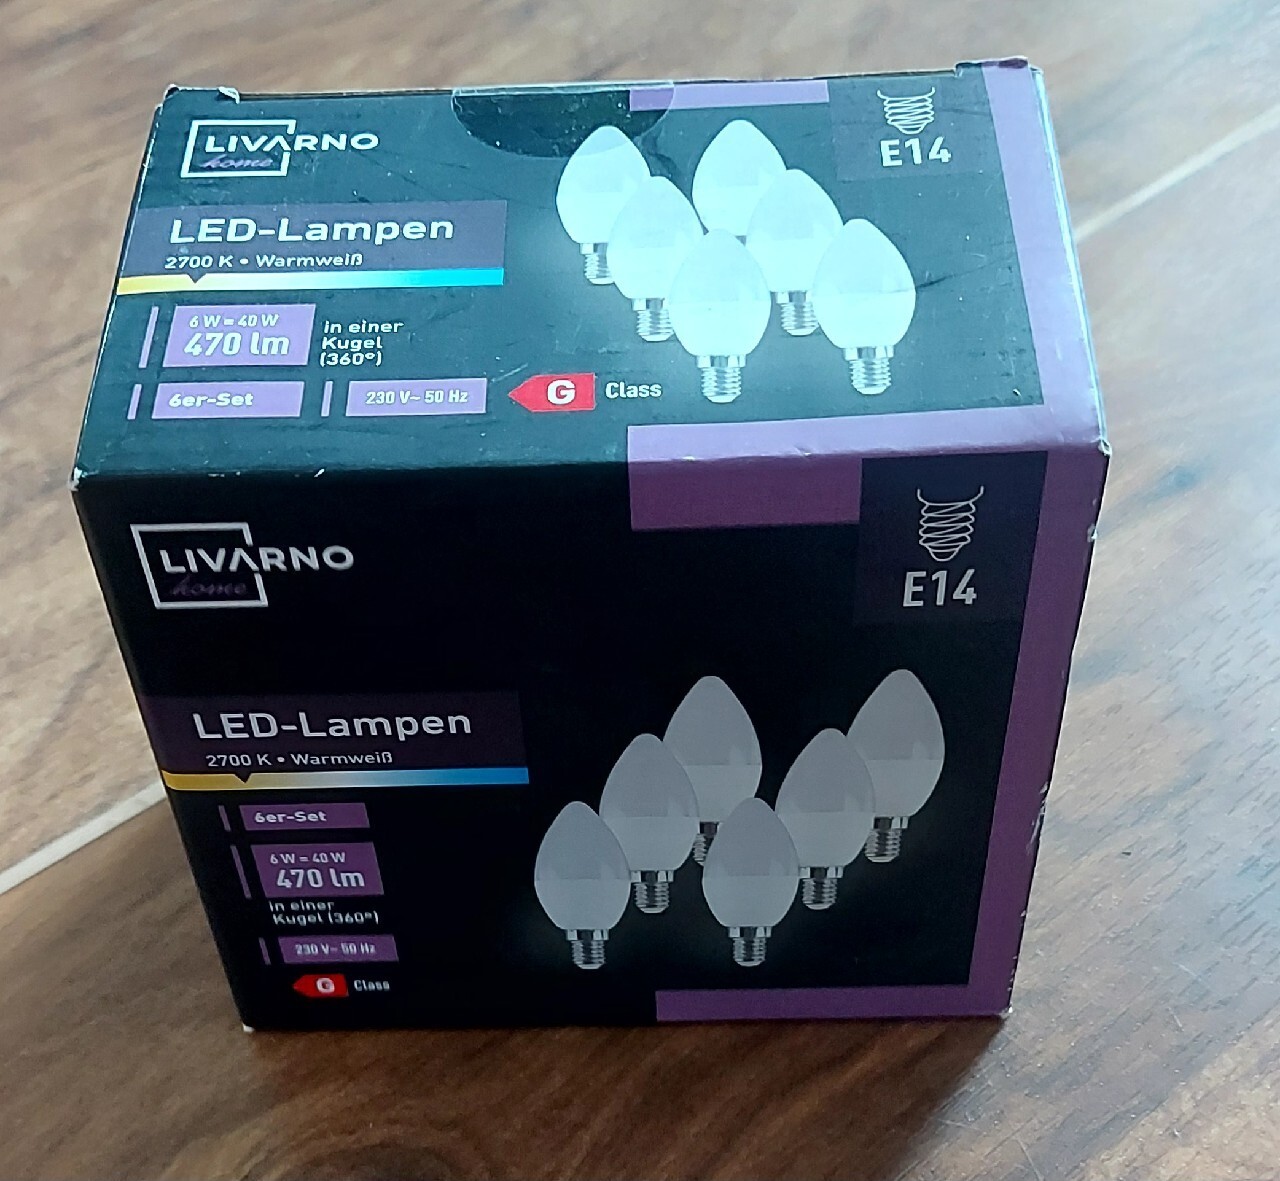 LIVARNO
home
E14
LED-Lampen
2700 K • Warmweiß
6 W = 40 W
470 lm
in einer
Kugel
(360°)
6er-Set
230 V~ 50 Hz
G Class
LIVARNO
home
E14
LED-Lampen
2700 K • Warmweiß
6er-Set
6 W = 40 W
470 lm
in einer
Kugel (360°)
230 V~ 50 Hz
G Class